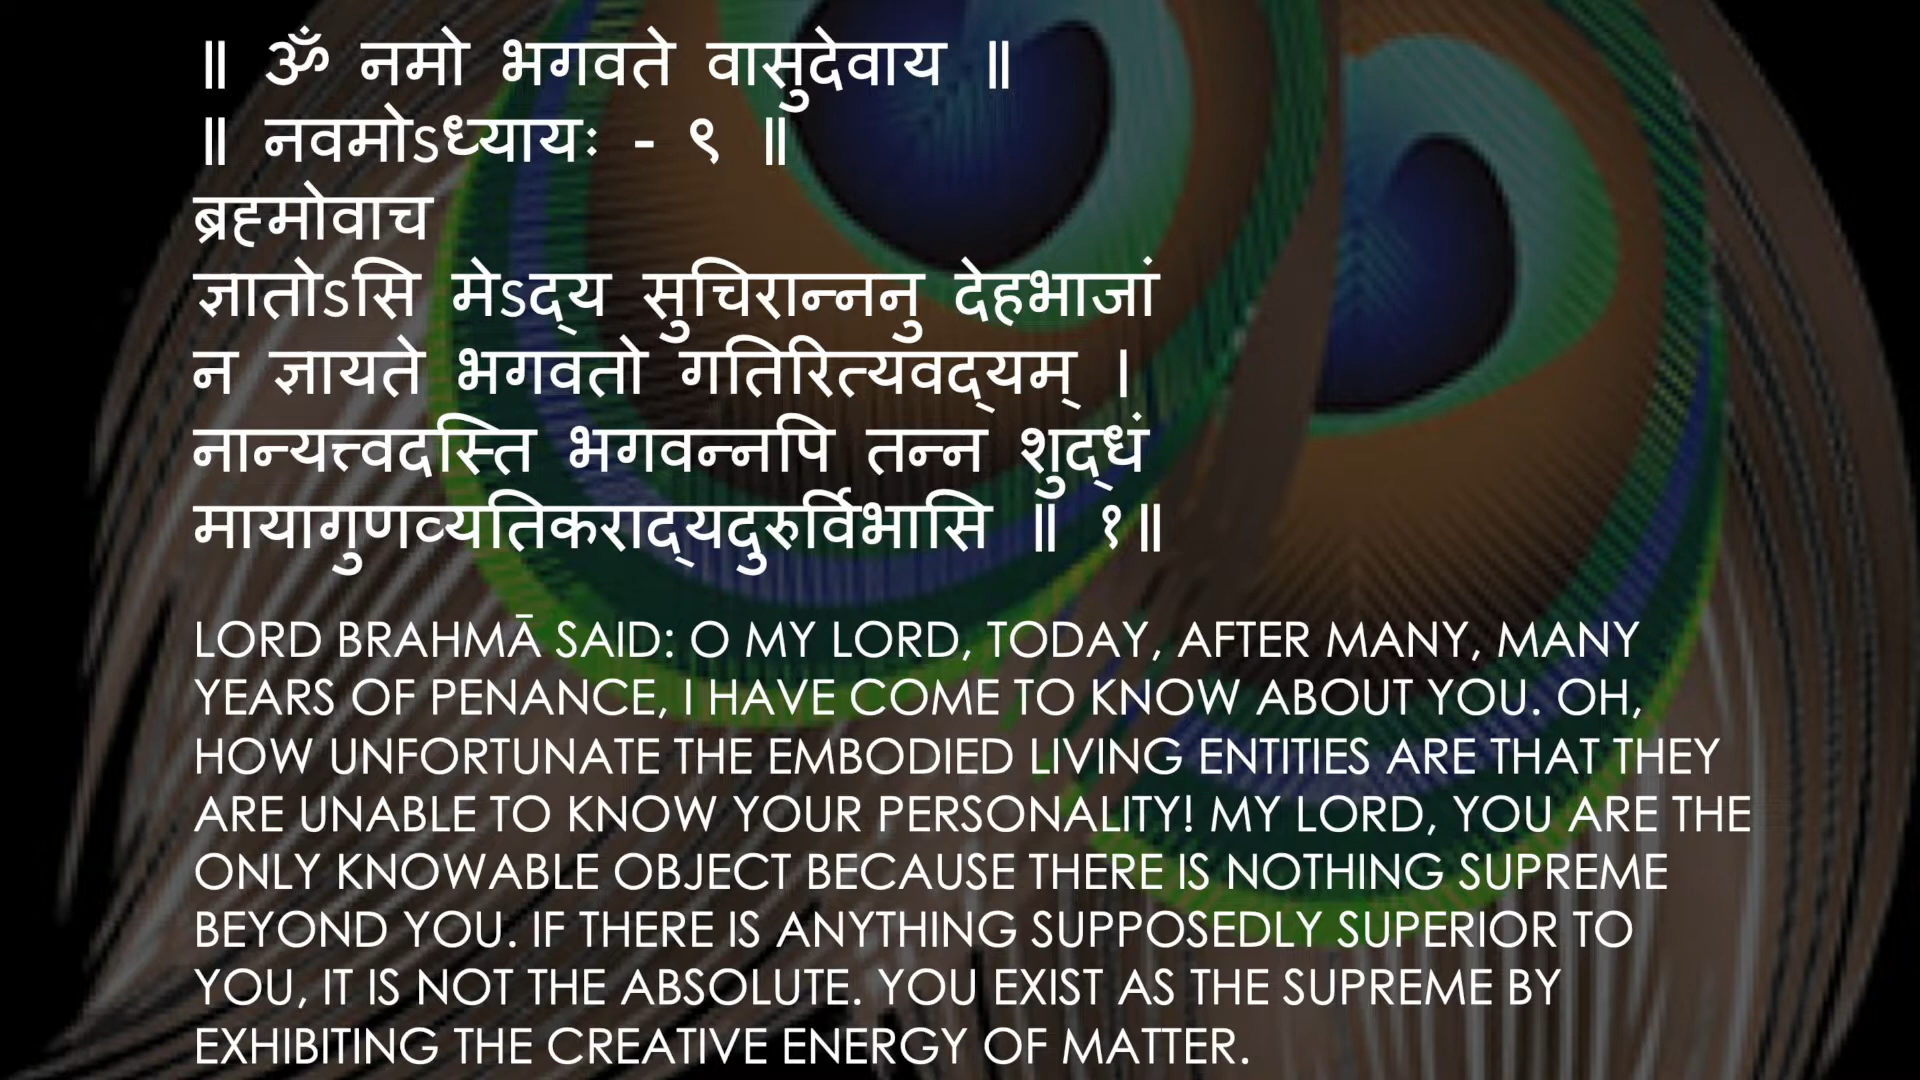 ॥ ॐ नमो भगवते वासुदेवाय ॥
॥ नवमोऽध्यायः - ९ ॥
ब्रह्मोवाच
ज्ञातोऽसि मेऽद्य सुचिरान्ननु देहभाजां
न ज्ञायते भगवतो गतिरित्यवद्यम् ।
नान्यत्त्वदस्ति भगवन्नपि तन्न शुद्धं
मायागुणव्यतिकराद्यदुरुर्विभासि ॥ १॥
LORD BRAHMĀ SAID: O MY LORD, TODAY, AFTER MANY, MANY
YEARS OF PENANCE, I HAVE COME TO KNOW ABOUT YOU. OH,
HOW UNFORTUNATE THE EMBODIED LIVING ENTITIES ARE THAT THEY
ARE UNABLE TO KNOW YOUR PERSONALITY! MY LORD, YOU ARE THE
ONLY KNOWABLE OBJECT BECAUSE THERE IS NOTHING SUPREME
BEYOND YOU. IF THERE IS ANYTHING SUPPOSEDLY SUPERIOR TO
YOU, IT IS NOT THE ABSOLUTE. YOU EXIST AS THE SUPREME BY
EXHIBITING THE CREATIVE ENERGY OF MATTER.